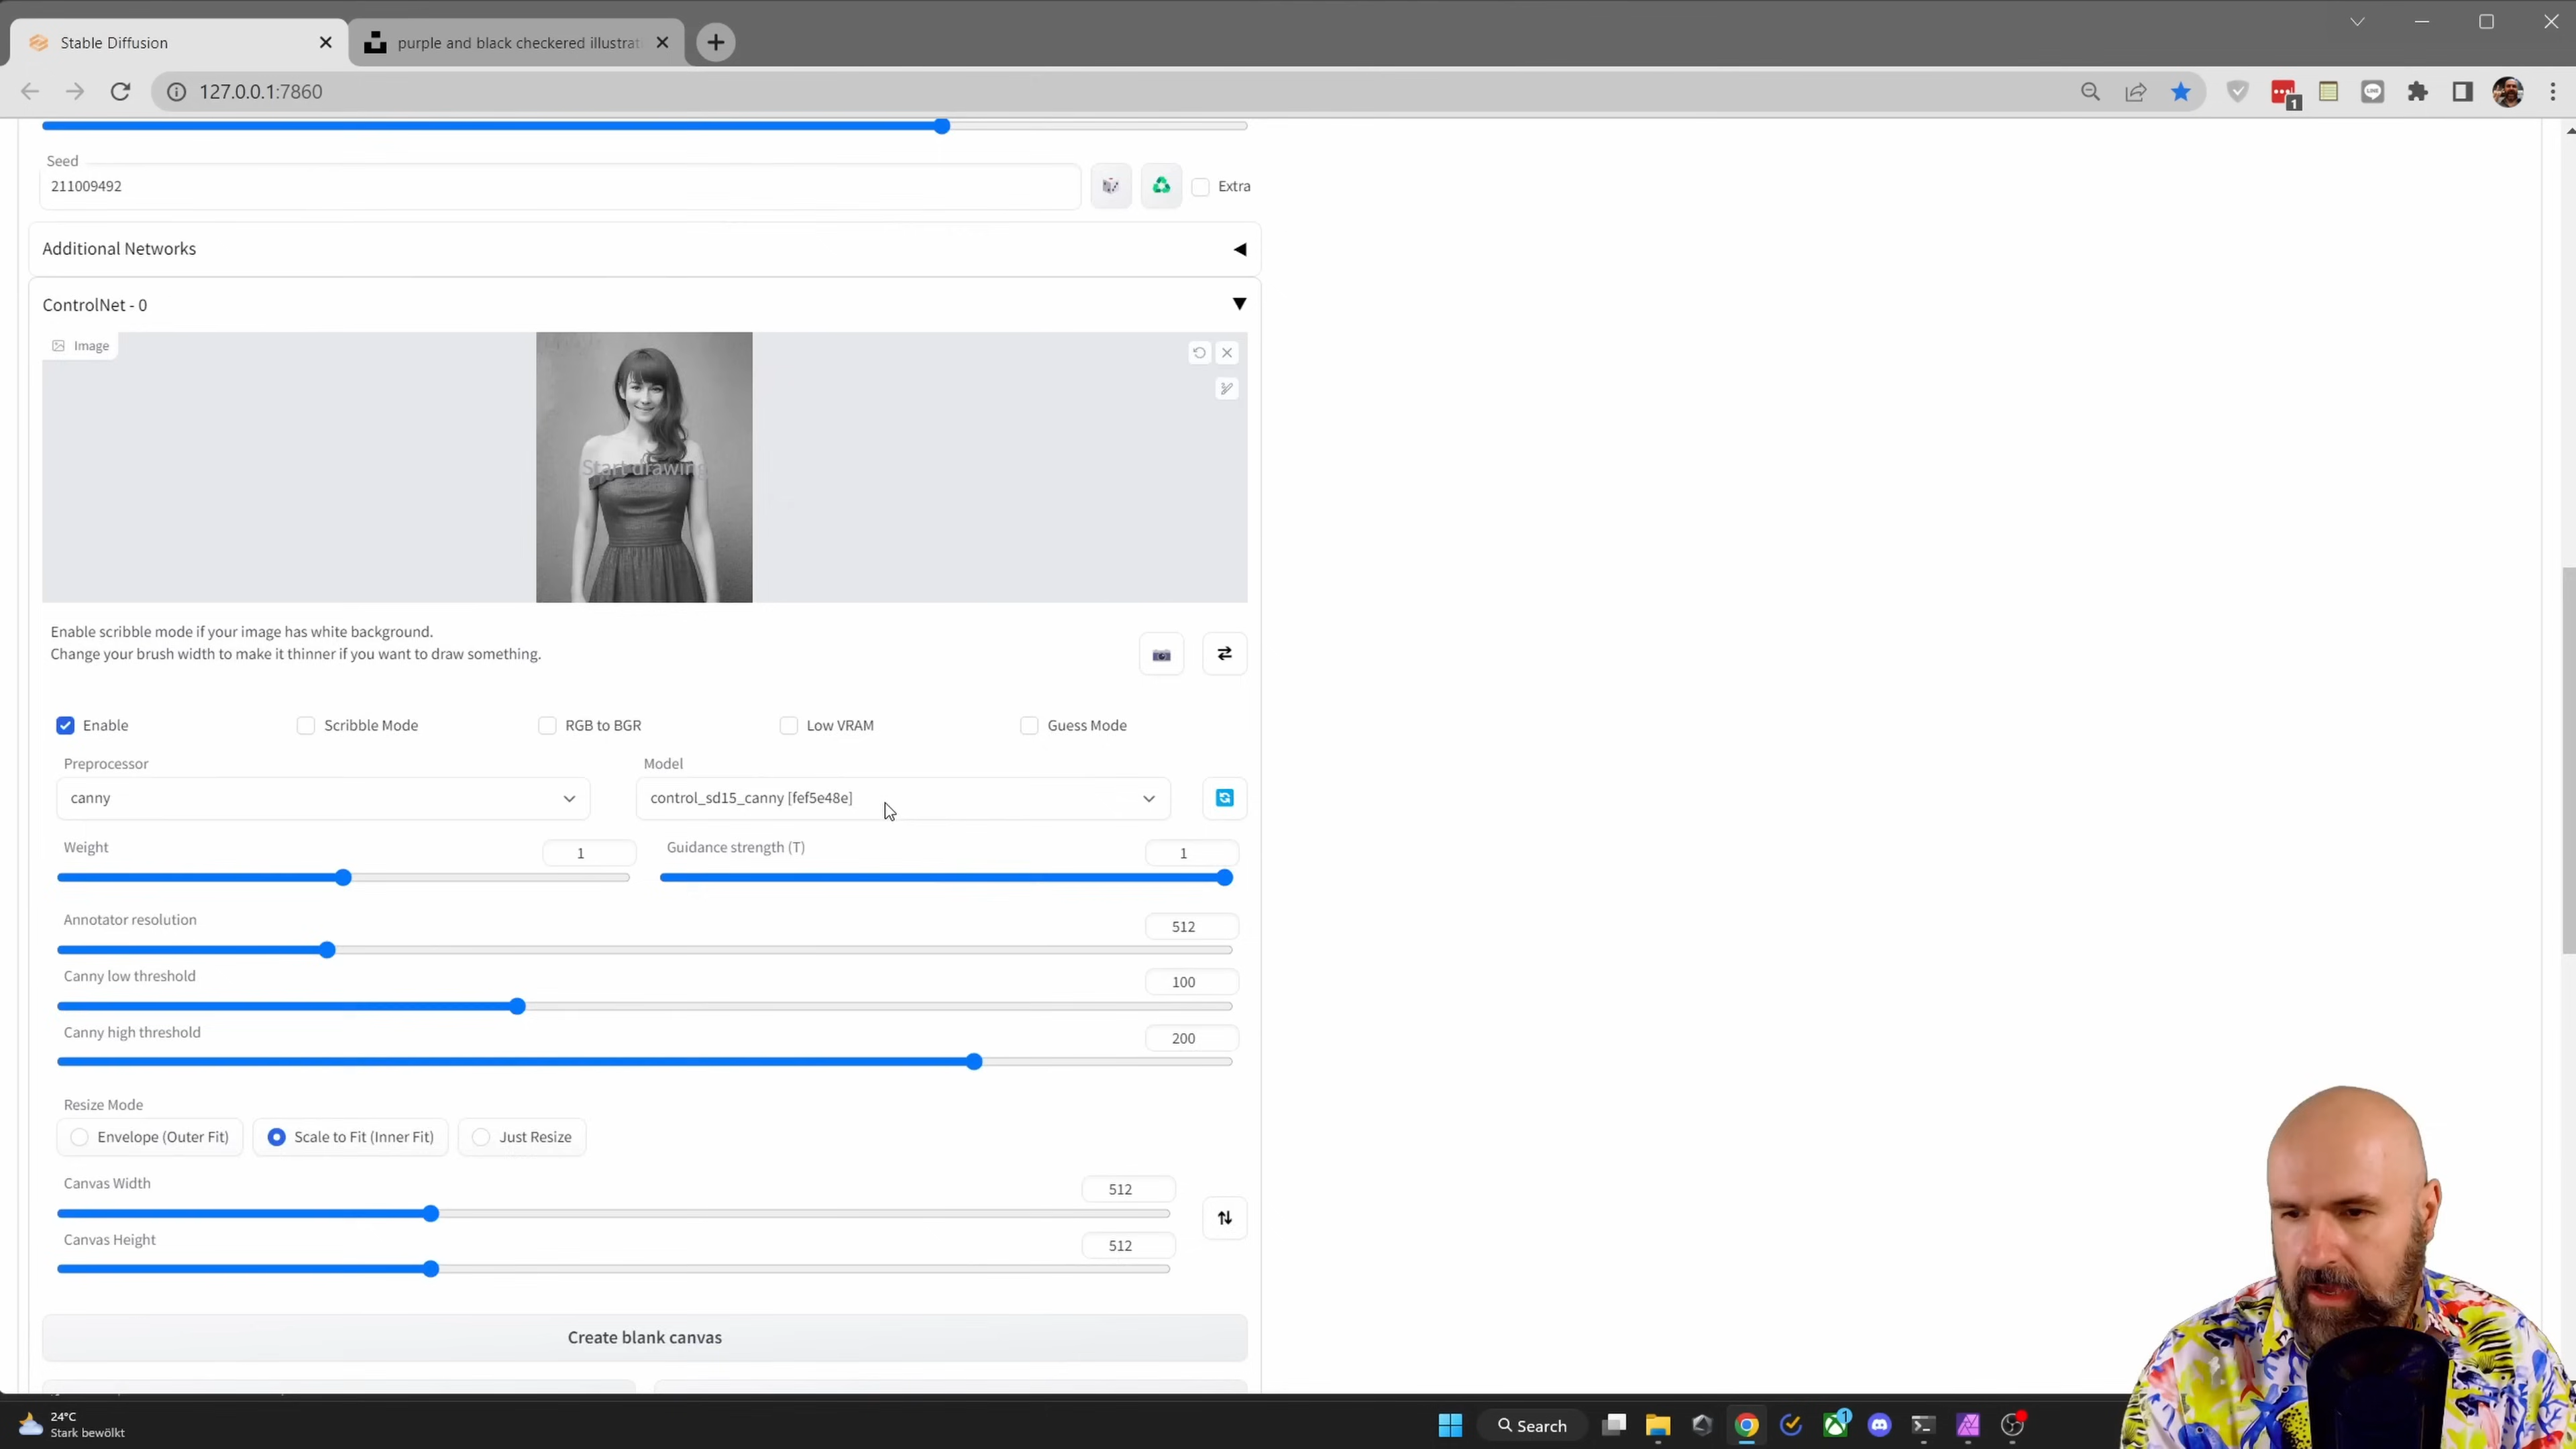 Stable Diffusion
purple and black checkered illustrat
127.0.0.1:7860
1
Seed
211009492
Extra
Additional Networks
ControlNet - 0
Image
Start drawing
Enable scribble mode if your image has white background.
Change your brush width to make it thinner if you want to draw something.
Enable
Scribble Mode
RGB to BGR
Low VRAM
Guess Mode
Preprocessor
Model
canny
control_sd15_canny [fef5e48e]
Weight
1
Guidance strength (T)
1
Annotator resolution
512
Canny low threshold
100
Canny high threshold
200
Resize Mode
Envelope (Outer Fit)
Scale to Fit (Inner Fit)
Just Resize
Canvas Width
512
Canvas Height
512
Create blank canvas
24°C
Stark bewölkt
Search
1